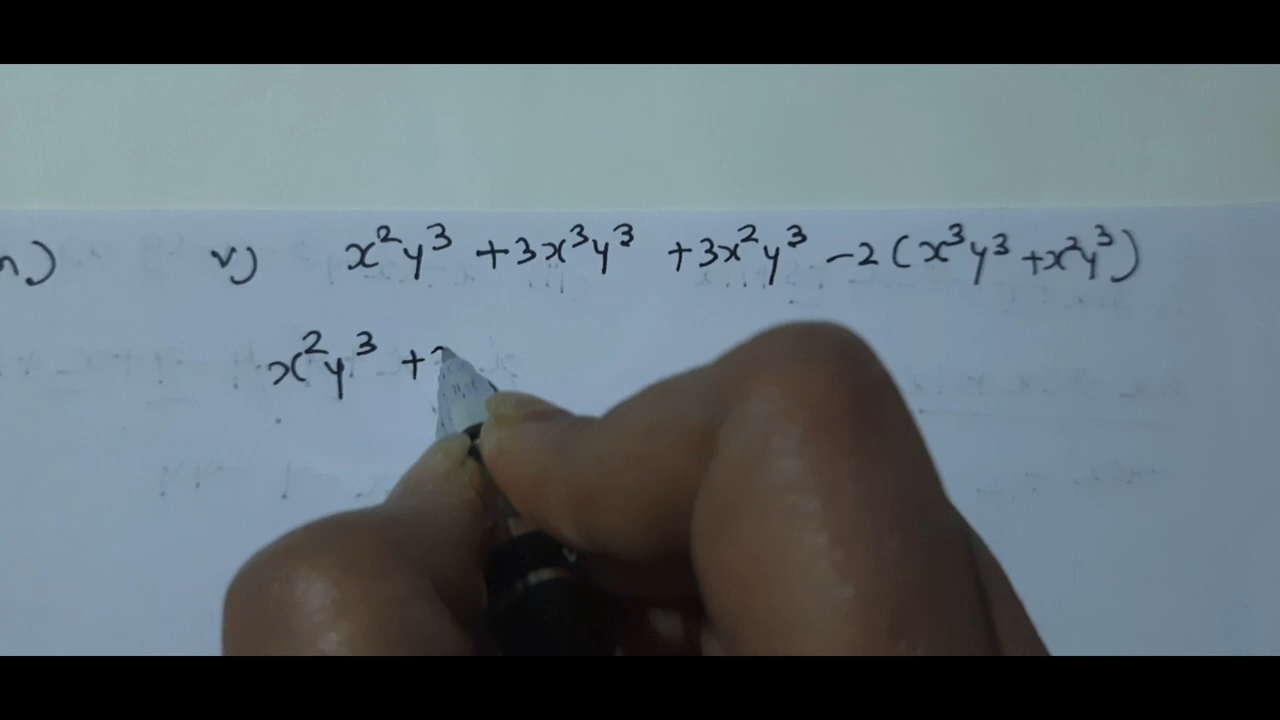 v) x²y³ + 3x³y³ + 3x²y³ - 2 (x³y³ + x²y³)
x²y³ +